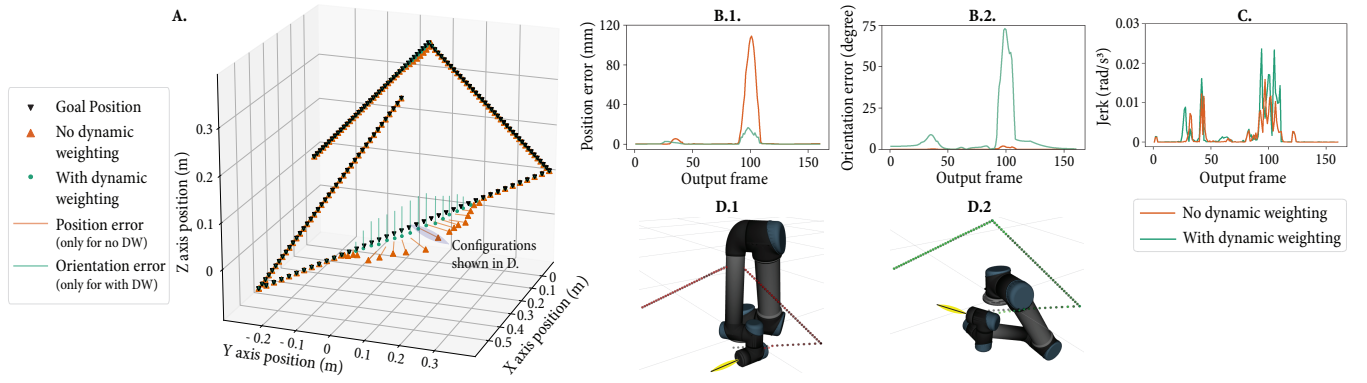 A.
B.1.
B.2.
C.
Goal Position
No dynamic
weighting
With dynamic
weighting
Position error
(only for no DW)
Orientation error
(only for with DW)
Z axis position (m)
0.3
0.2
0.1
0
Y axis position (m)
- 0.2
- 0.1
0
0.1
0.2
0.3
X axis position (m)
0
0.1
0.2
0.3
0.4
0.5
Configurations
shown in D.
Position error (mm)
120
80
40
0
0
50
100
150
Output frame
Orientation error (degree)
75
50
25
0
0
50
100
150
Output frame
Jerk (rad/s³)
0.03
0.02
0.01
0
0
50
100
150
Output frame
D.1
D.2
No dynamic weighting
With dynamic weighting